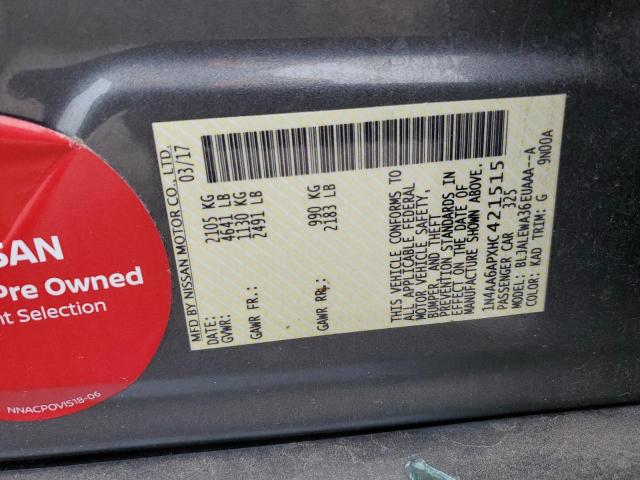 SAN
Pre Owned
nt Selection
NNACPOVIS18-06
MFD BY NISSAN MOTOR CO., LTD.
DATE: 03/17
GVWR: 2105 KG
4641 LB
GAWR FR.: 1130 KG
2491 LB
GAWR RR.: 990 KG
2183 LB
THIS VEHICLE CONFORMS TO
ALL APPLICABLE FEDERAL
MOTOR VEHICLE SAFETY,
BUMPER, AND THEFT
PREVENTION STANDARDS IN
EFFECT ON THE DATE OF
MANUFACTURE SHOWN ABOVE.
1N4AA6APXHC421515
PASSENGER CAR 325
MODEL: BLJALEWA36EUAAA--A
COLOR: KAD TRIM: G 9N00A